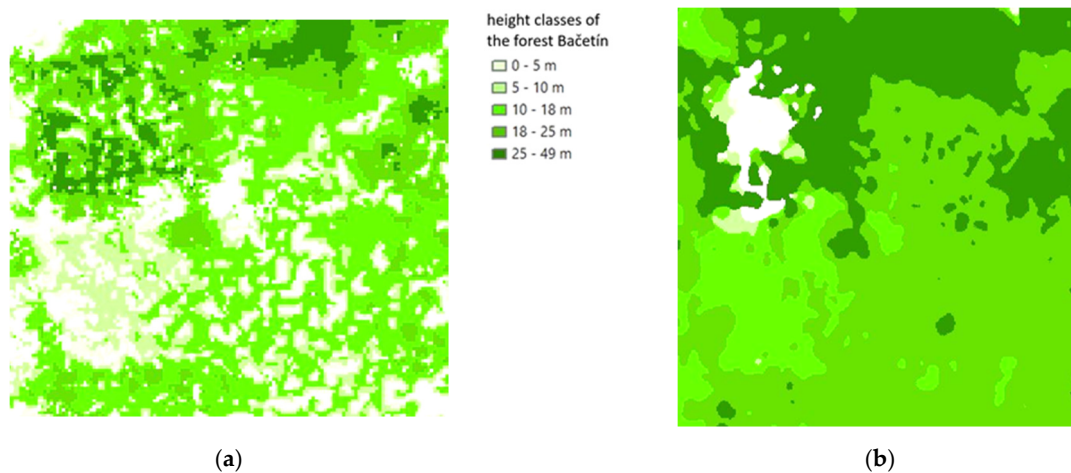 height classes of
the forest Bačetín
0 - 5 m
5 - 10 m
10 - 18 m
18 - 25 m
25 - 49 m
(a)
(b)